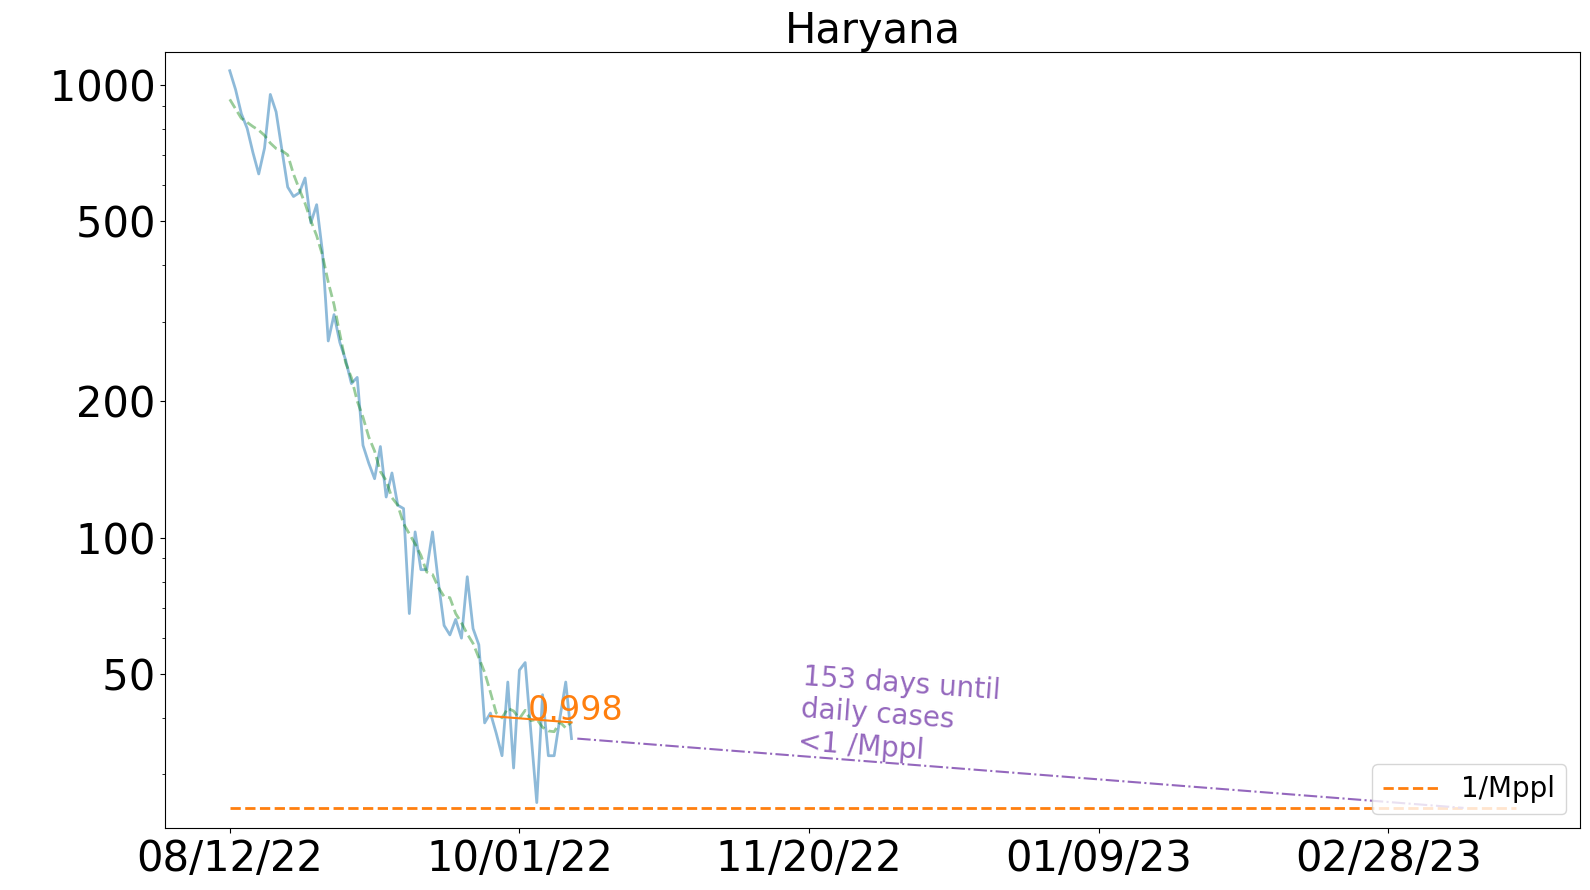 Haryana
1000
500
200
100
50
0.998
153 days until
daily cases
<1 /Mppl
1/Mppl
08/12/22
10/01/22
11/20/22
01/09/23
02/28/23